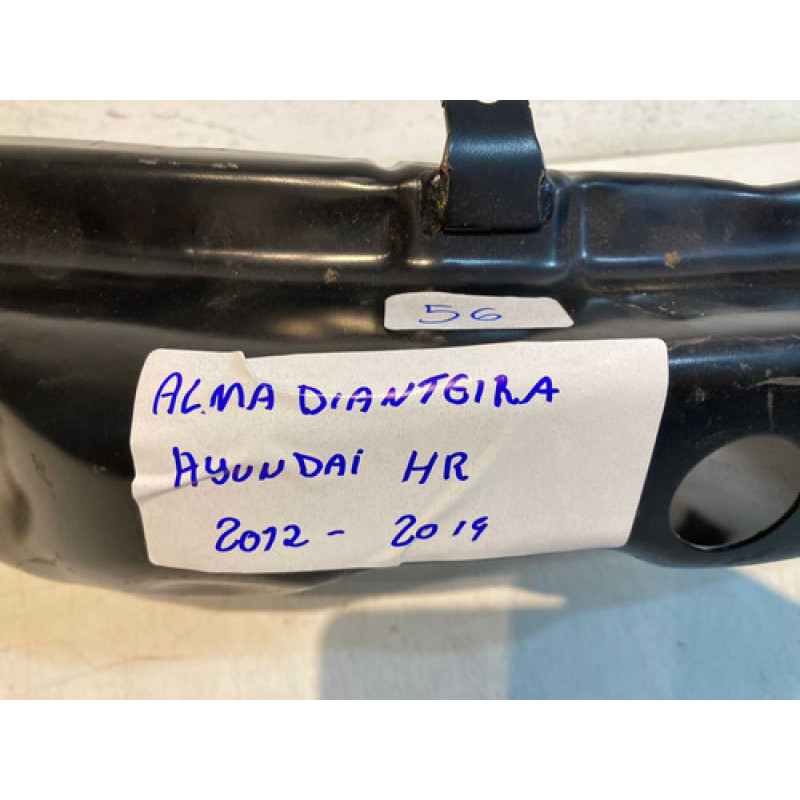 56
ALMA DIANTEIRA
HYUNDAI HR
2012 - 2019